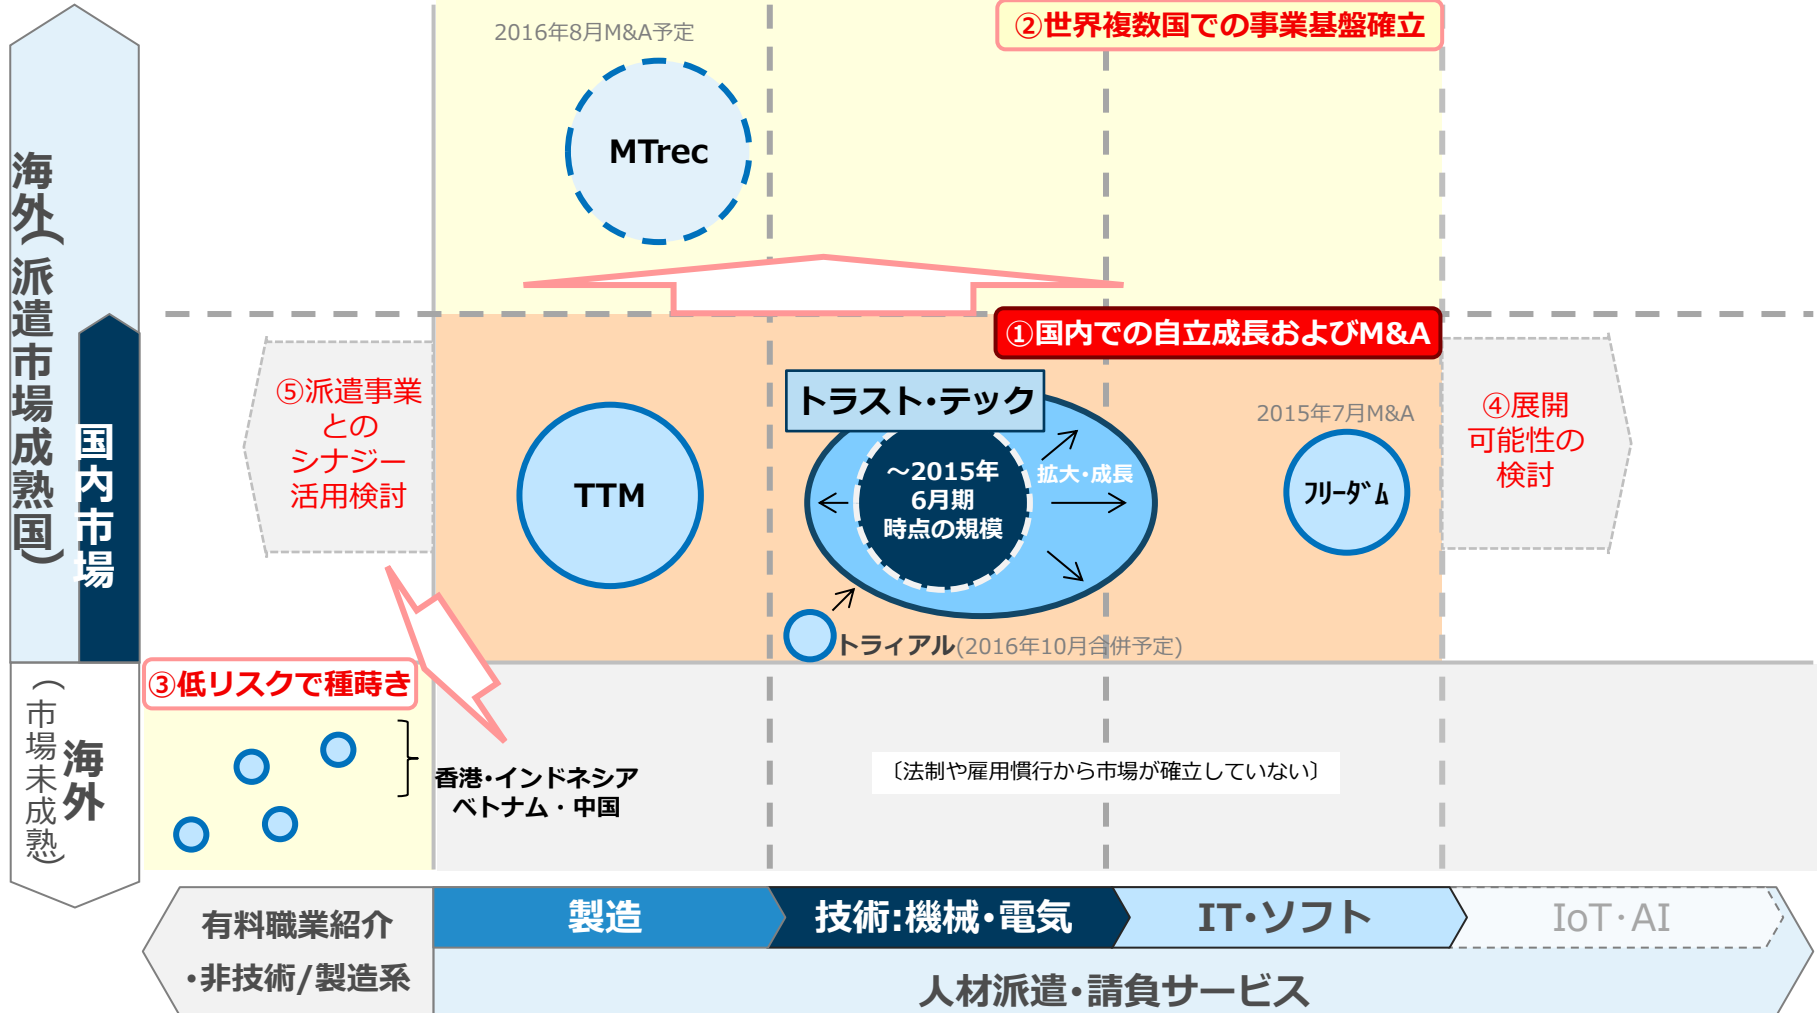 2016年8月M&A予定
②世界複数国での事業基盤確立
MTrec
海外(派遣市場成熟国)
国内市場
①国内での自立成長およびM&A
⑤派遣事業
との
シナジー
活用検討
TTM
トラスト・テック
～2015年
6月期
時点の規模
拡大・成長
2015年7月M&A
ﾌﾘｰﾀﾞﾑ
④展開
可能性の
検討
トライアル(2016年10月合併予定)
③低リスクで種蒔き
海外
(市場未成熟)
香港・インドネシア
ベトナム・中国
〔法制や雇用慣行から市場が確立していない〕
有料職業紹介
・非技術/製造系
製造
技術:機械・電気
IT・ソフト
IoT・AI
人材派遣・請負サービス